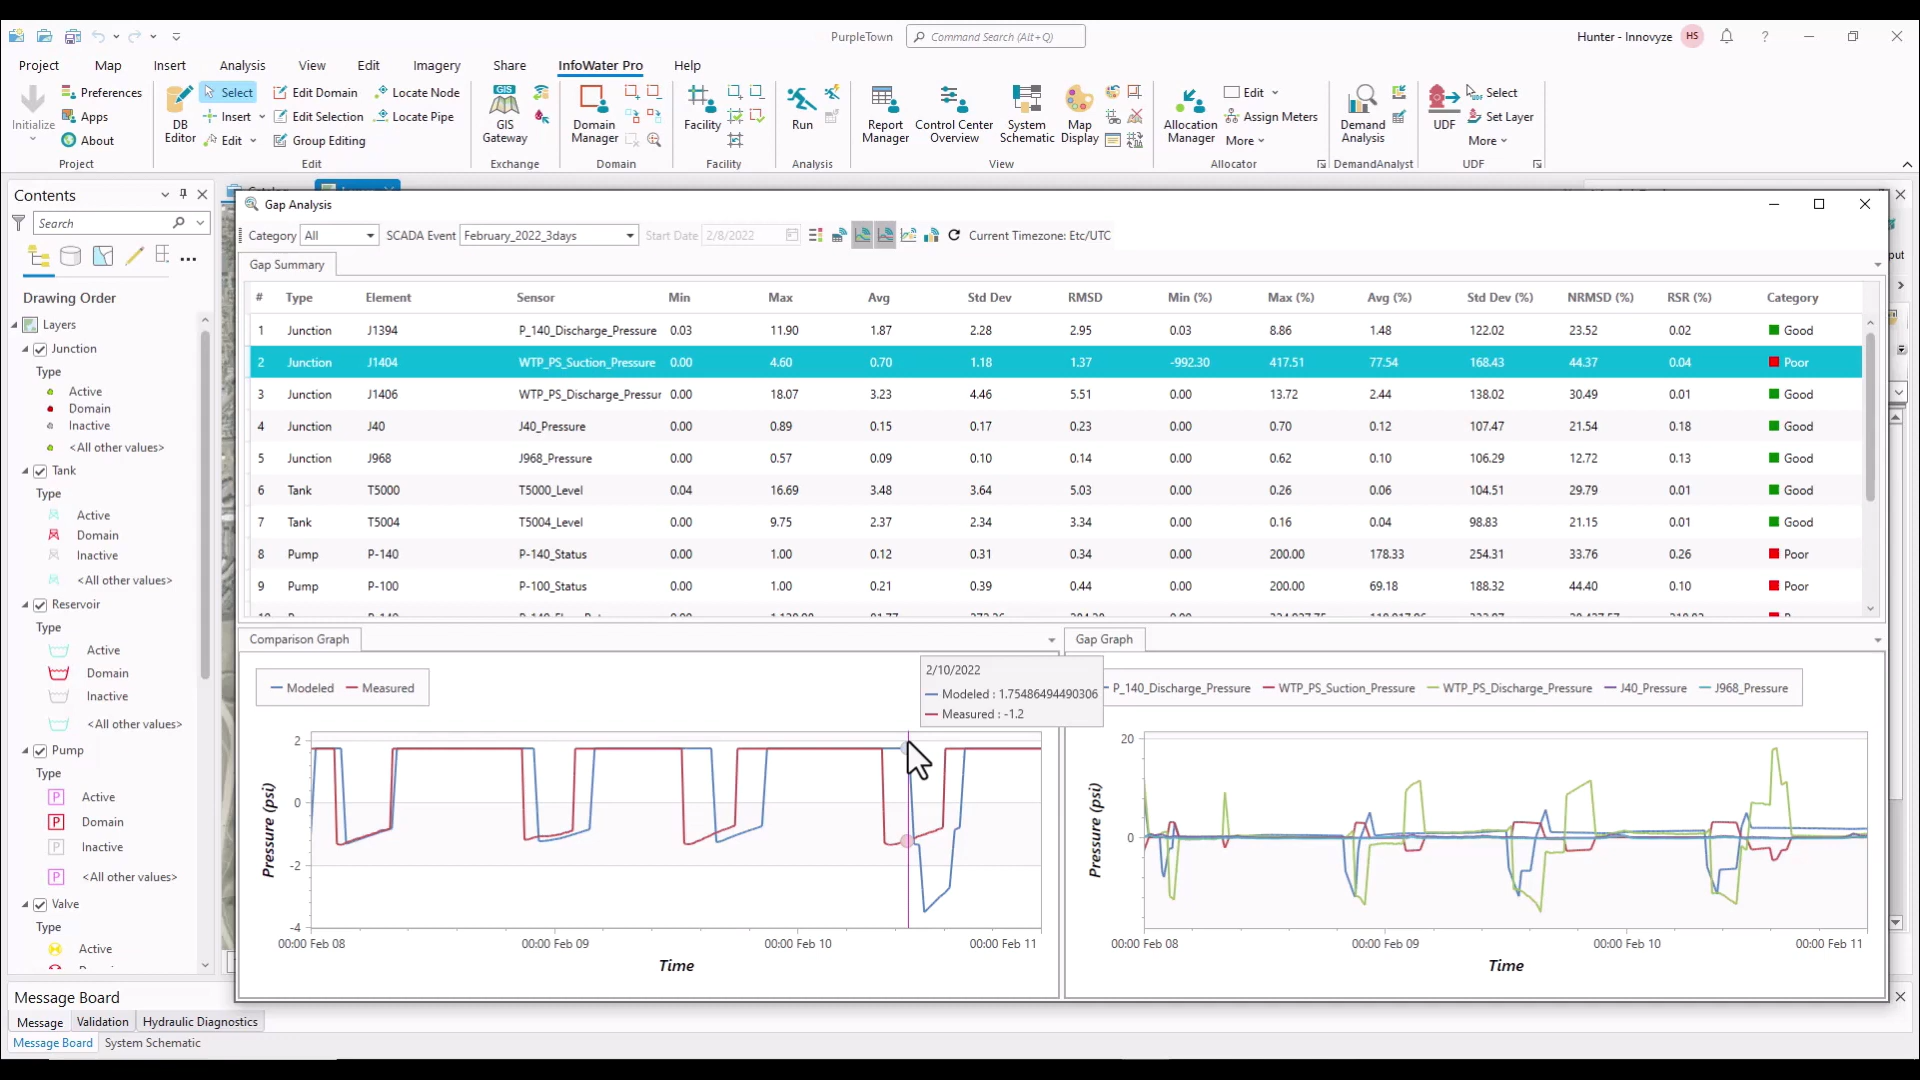 PurpleTown
Command Search (Alt+Q)
Hunter - Innovyze
HS
Project Map Insert Analysis View Edit Imagery Share InfoWater Pro Help
Initialize
Preferences
Apps
About
Project
DB Editor
Select
Insert
Edit
Edit Domain
Edit Selection
Group Editing
Locate Node
Locate Pipe
Edit
GIS Gateway
Exchange
Domain Manager
Domain
Facility
Facility
Run
Analysis
Report Manager
Control Center Overview
System Schematic
Map Display
View
Allocation Manager
Edit
Assign Meters
More
Allocator
Demand Analysis
DemandAnalyst
UDF
Select
Set Layer
More
UDF
Contents
Search
Drawing Order
Layers
Junction
Type
Active
Domain
Inactive
<All other values>
Tank
Type
Active
Domain
Inactive
<All other values>
Reservoir
Type
Active
Domain
Inactive
<All other values>
Pump
Type
Active
Domain
Inactive
<All other values>
Valve
Type
Active
Gap Analysis
Category All SCADA Event February_2022_3days Start Date 2/8/2022 Current Timezone: Etc/UTC
Gap Summary
# Type Element Sensor Min Max Avg Std Dev RMSD Min (%) Max (%) Avg (%) Std Dev (%) NRMSD (%) RSR (%) Category
1 Junction J1394 P_140_Discharge_Pressure 0.03 11.90 1.87 2.28 2.95 0.03 8.86 1.48 122.02 23.52 0.02 Good
2 Junction J1404 WTP_PS_Suction_Pressure 0.00 4.60 0.70 1.18 1.37 -992.30 417.51 77.54 168.43 44.37 0.04 Poor
3 Junction J1406 WTP_PS_Discharge_Pressur 0.00 18.07 3.23 4.46 5.51 0.00 13.72 2.44 138.02 30.49 0.01 Good
4 Junction J40 J40_Pressure 0.00 0.89 0.15 0.17 0.23 0.00 0.70 0.12 107.47 21.54 0.18 Good
5 Junction J968 J968_Pressure 0.00 0.57 0.09 0.10 0.14 0.00 0.62 0.10 106.29 12.72 0.13 Good
6 Tank T5000 T5000_Level 0.04 16.69 3.48 3.64 5.03 0.00 0.26 0.06 104.51 29.79 0.01 Good
7 Tank T5004 T5004_Level 0.00 9.75 2.37 2.34 3.34 0.00 0.16 0.04 98.83 21.15 0.01 Good
8 Pump P-140 P-140_Status 0.00 1.00 0.12 0.31 0.34 0.00 200.00 178.33 254.31 33.76 0.26 Poor
9 Pump P-100 P-100_Status 0.00 1.00 0.21 0.39 0.44 0.00 200.00 69.18 188.32 44.40 0.10 Poor
Comparison Graph
Modeled Measured
2/10/2022
Modeled : 1.75486494490306
Measured : -1.2
Pressure (psi)
2
0
-2
-4
00:00 Feb 08 00:00 Feb 09 00:00 Feb 10 00:00 Feb 11
Time
Gap Graph
P_140_Discharge_Pressure WTP_PS_Suction_Pressure WTP_PS_Discharge_Pressure J40_Pressure J968_Pressure
Pressure (psi)
20
0
00:00 Feb 08 00:00 Feb 09 00:00 Feb 10 00:00 Feb 11
Time
Message Board
Message Validation Hydraulic Diagnostics
Message Board System Schematic